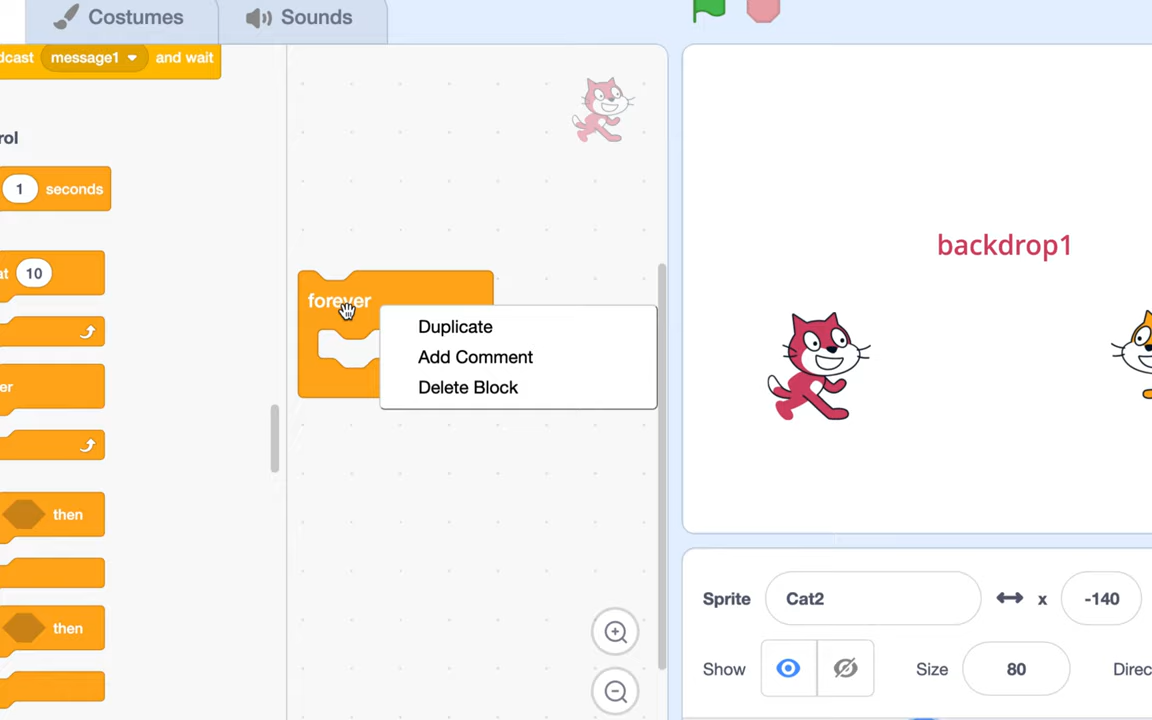 Costumes
Sounds
dcast message1 and wait
rol
1 seconds
at 10
er
then
then
forever
Duplicate
Add Comment
Delete Block
backdrop1
Sprite Cat2 x -140
Show Size 80 Direc